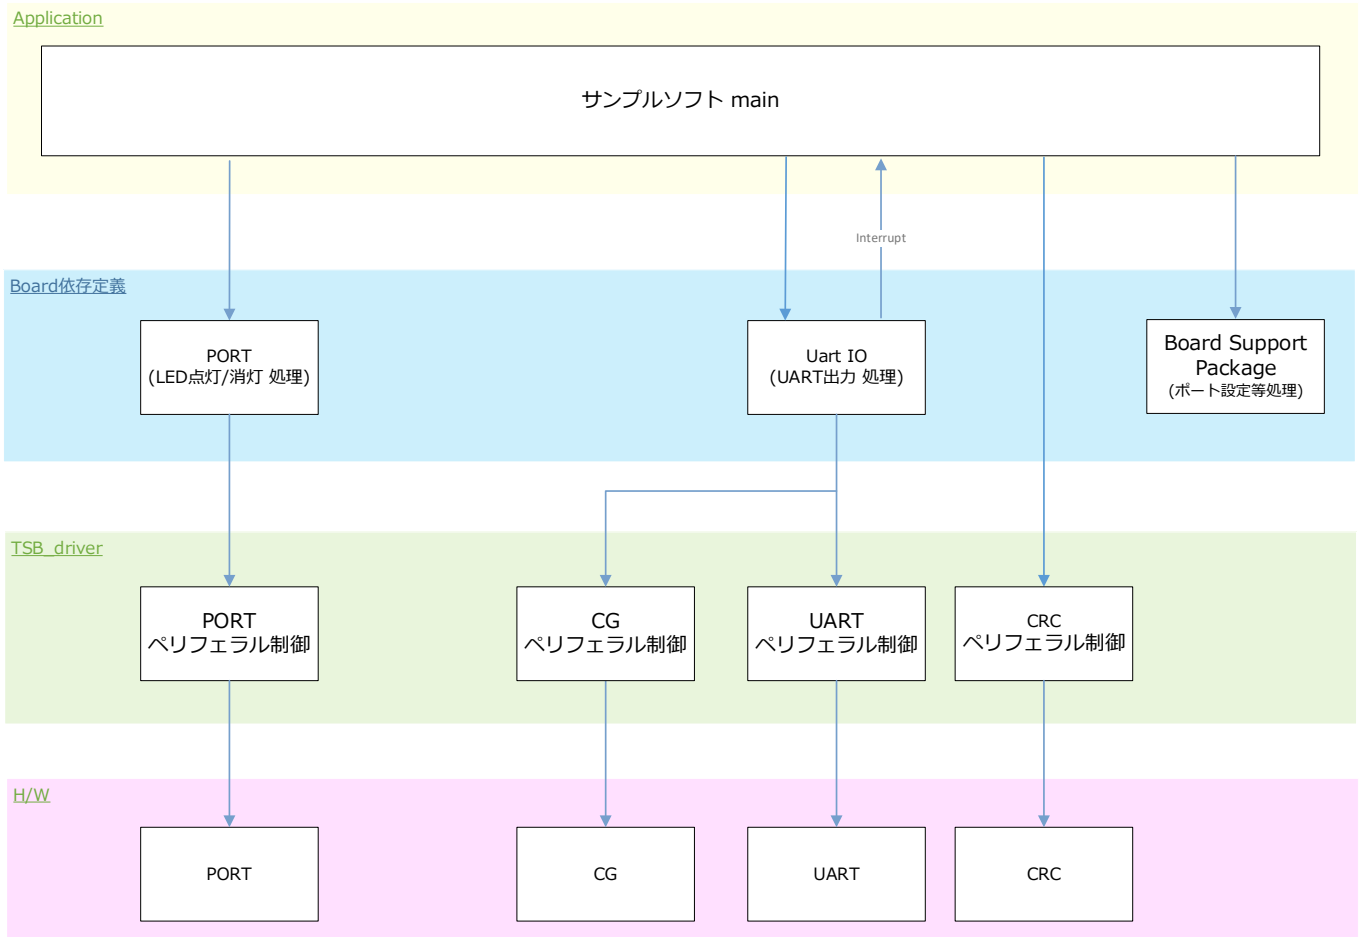 Application
サンプルソフト main
Interrupt
Board依存定義
PORT
(LED点灯/消灯 処理)
Uart IO
(UART出力 処理)
Board Support
Package
(ポート設定等処理)
TSB_driver
PORT
ペリフェラル制御
CG
ペリフェラル制御
UART
ペリフェラル制御
CRC
ペリフェラル制御
H/W
PORT
CG
UART
CRC